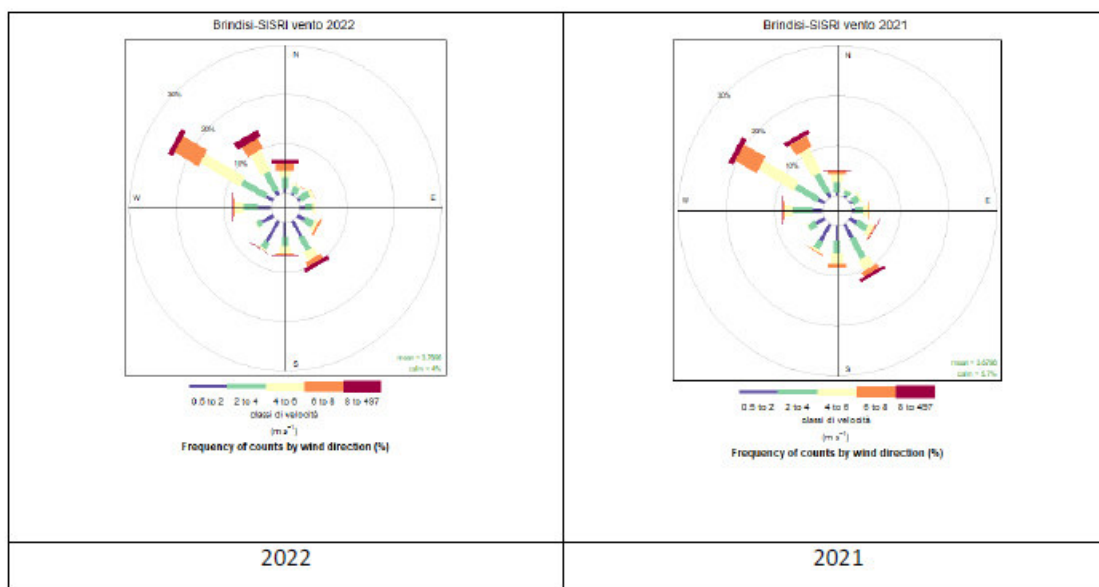 Brindisi-SISRI vento 2022
N
30%
20%
10%
W
E
S
calm = 4%
0.5 to 2 2 to 4 4 to 6 6 to 8 8 to 497
classi di velocità
(m s⁻¹)
Frequency of counts by wind direction (%)
2022
Brindisi-SISRI vento 2021
N
30%
20%
10%
W
E
S
0.5 to 2 2 to 4 4 to 6 6 to 8 8 to 497
classi di velocità
(m s⁻¹)
Frequency of counts by wind direction (%)
2021